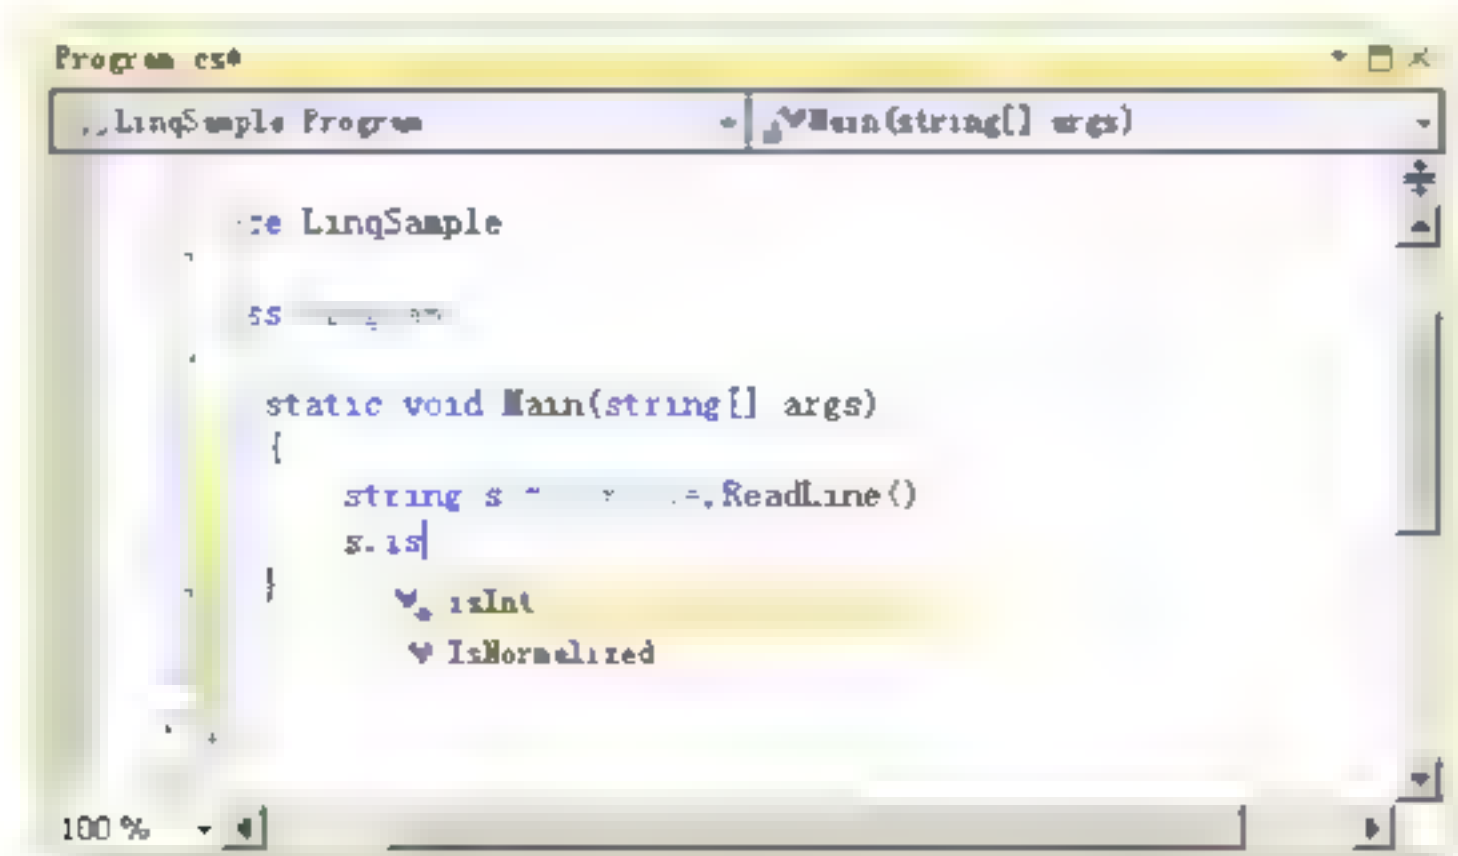 Program cs*
LinqSample Program
Main(string[] args)
LinqSample
static void Main(string[] args)
{
string s .ReadLine()
s.is
}
isInt
IsNormalized
100 %